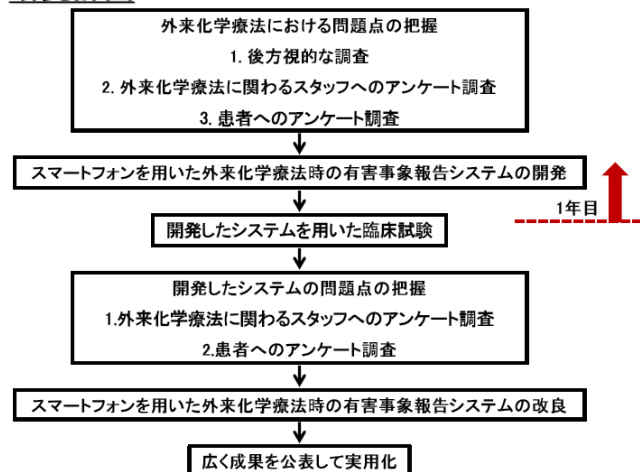 外来化学療法における問題点の把握
1. 後方視的な調査
2. 外来化学療法に関わるスタッフへのアンケート調査
3. 患者へのアンケート調査
スマートフォンを用いた外来化学療法時の有害事象報告システムの開発
1年目
開発したシステムを用いた臨床試験
開発したシステムの問題点の把握
1.外来化学療法に関わるスタッフへのアンケート調査
2.患者へのアンケート調査
スマートフォンを用いた外来化学療法時の有害事象報告システムの改良
広く成果を公表して実用化